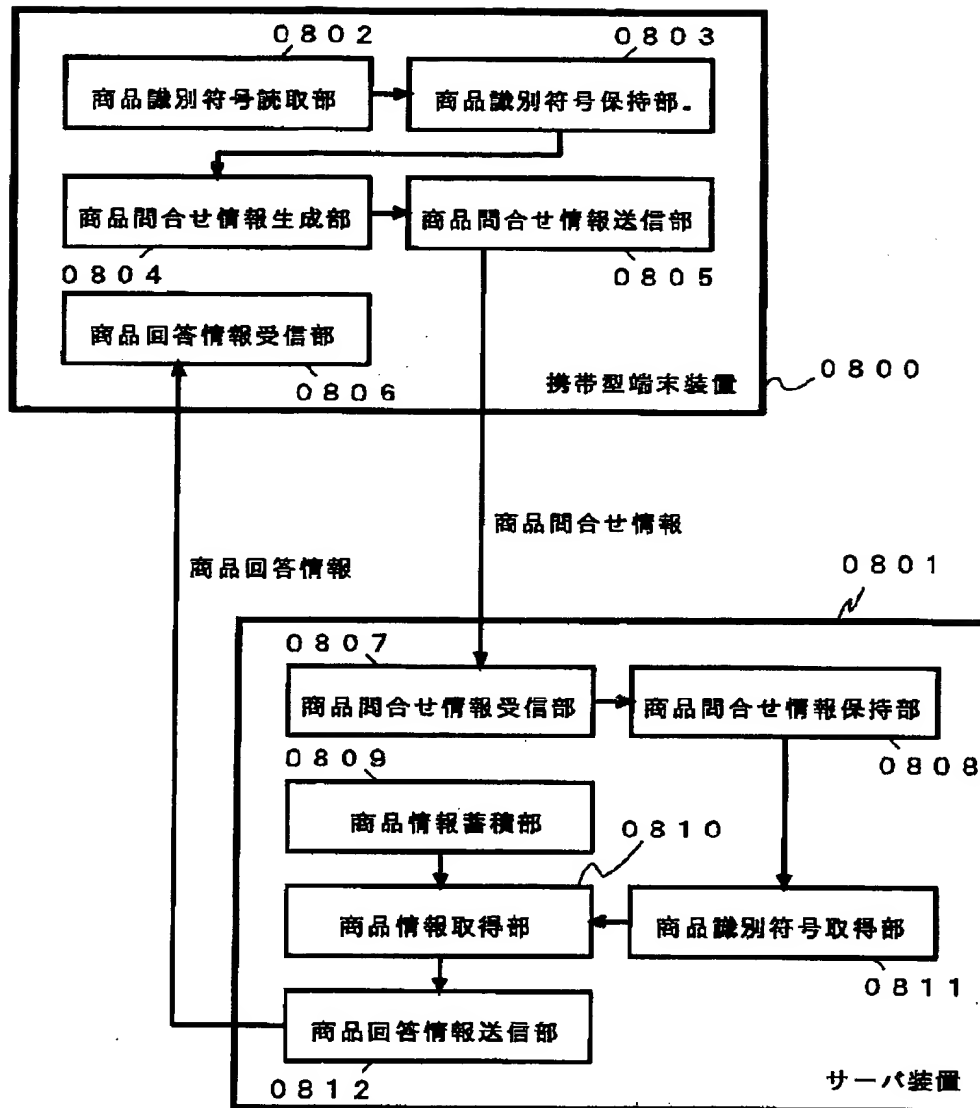 0802
0803
商品識別符号読取部
商品識別符号保持部.
商品問合せ情報生成部
商品問合せ情報送信部
0804
0805
商品回答情報受信部
0806
携帯型端末装置
0800
商品問合せ情報
商品回答情報
0801
0807
商品問合せ情報受信部
商品問合せ情報保持部
0808
0809
商品情報蓄積部
0810
商品情報取得部
商品識別符号取得部
0811
商品回答情報送信部
0812
サーバ装置